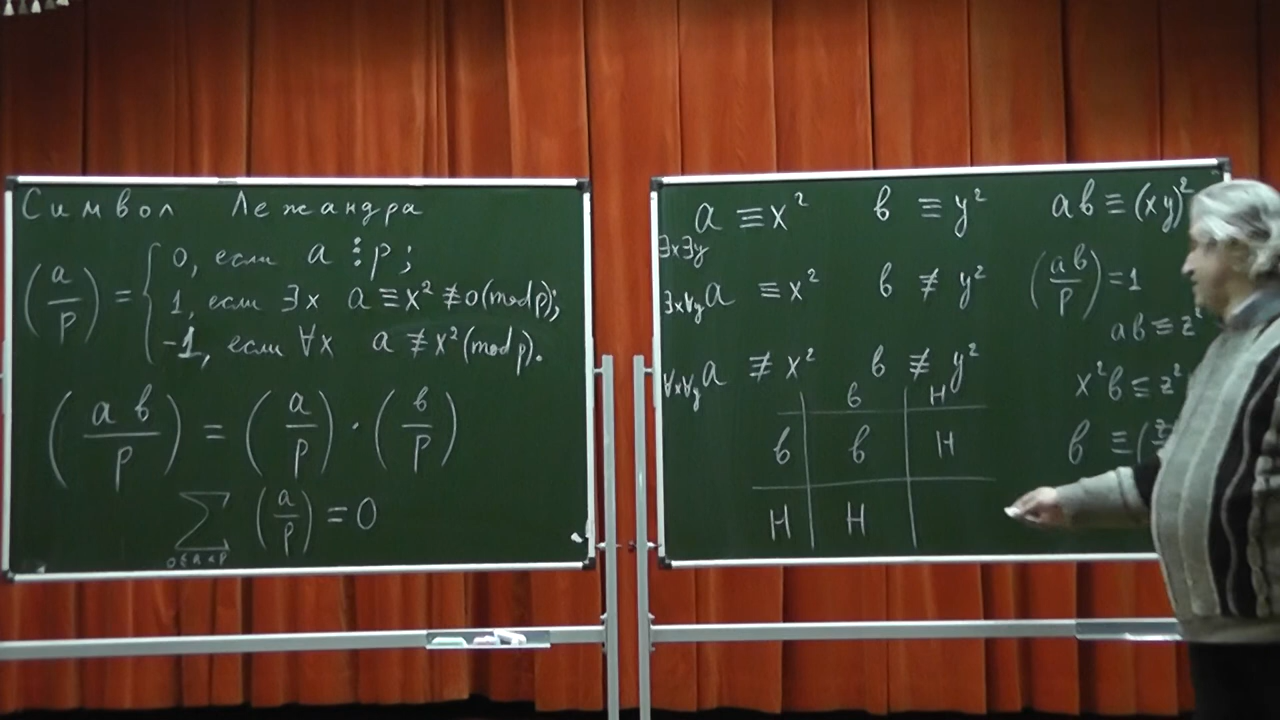 Символ Лежандра
(a/p) = { 0, если a ⋮ p;
1, если ∃x a ≡ x² ≢ 0 (mod p);
-1, если ∀x a ≢ x² (mod p).
(ab/p) = (a/p) · (b/p)
∑ (a/p) = 0
0≤a<p
a ≡ x² b ≡ y² ab ≡ (xy)²
∃x∃y
(ab/p) = 1
∃x∀y a ≡ x² b ≢ y²
ab ≡ z²
∀x∀y a ≢ x² b ≢ y²
x²b ≡ z²
в Н
в в Н
b ≡ (z
Н Н